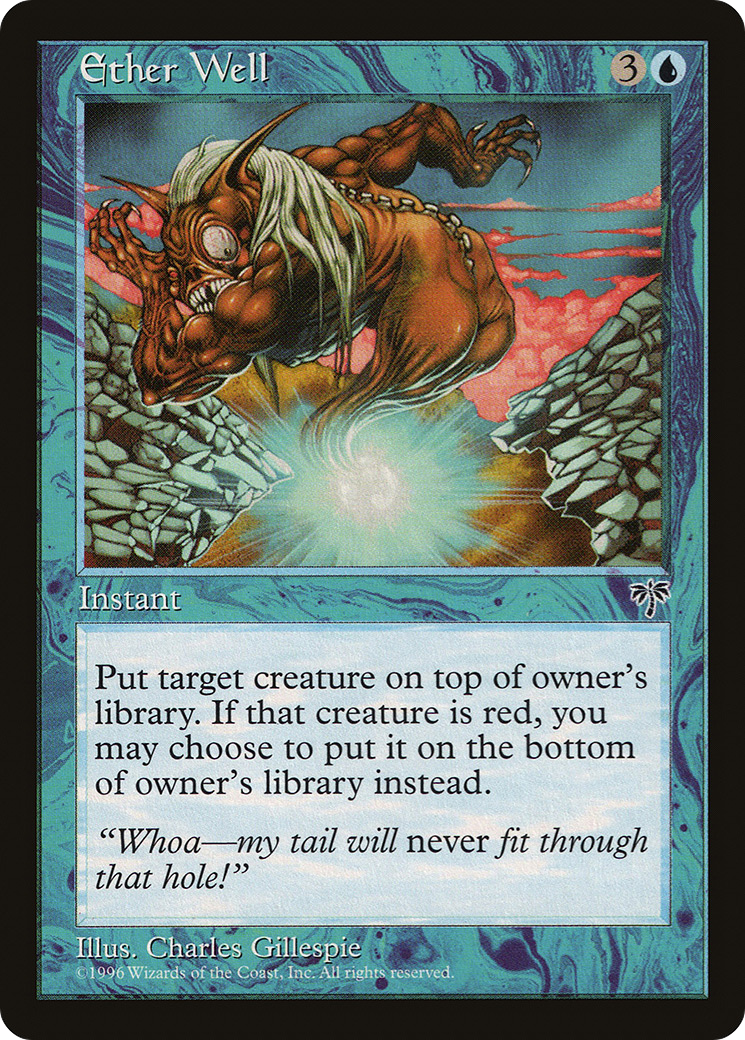 Ether Well 3
Instant
Put target creature on top of owner's
library. If that creature is red, you
may choose to put it on the bottom
of owner's library instead.
"Whoa—my tail will never fit through
that hole!"
Illus. Charles Gillespie
©1996 Wizards of the Coast, Inc. All rights reserved.